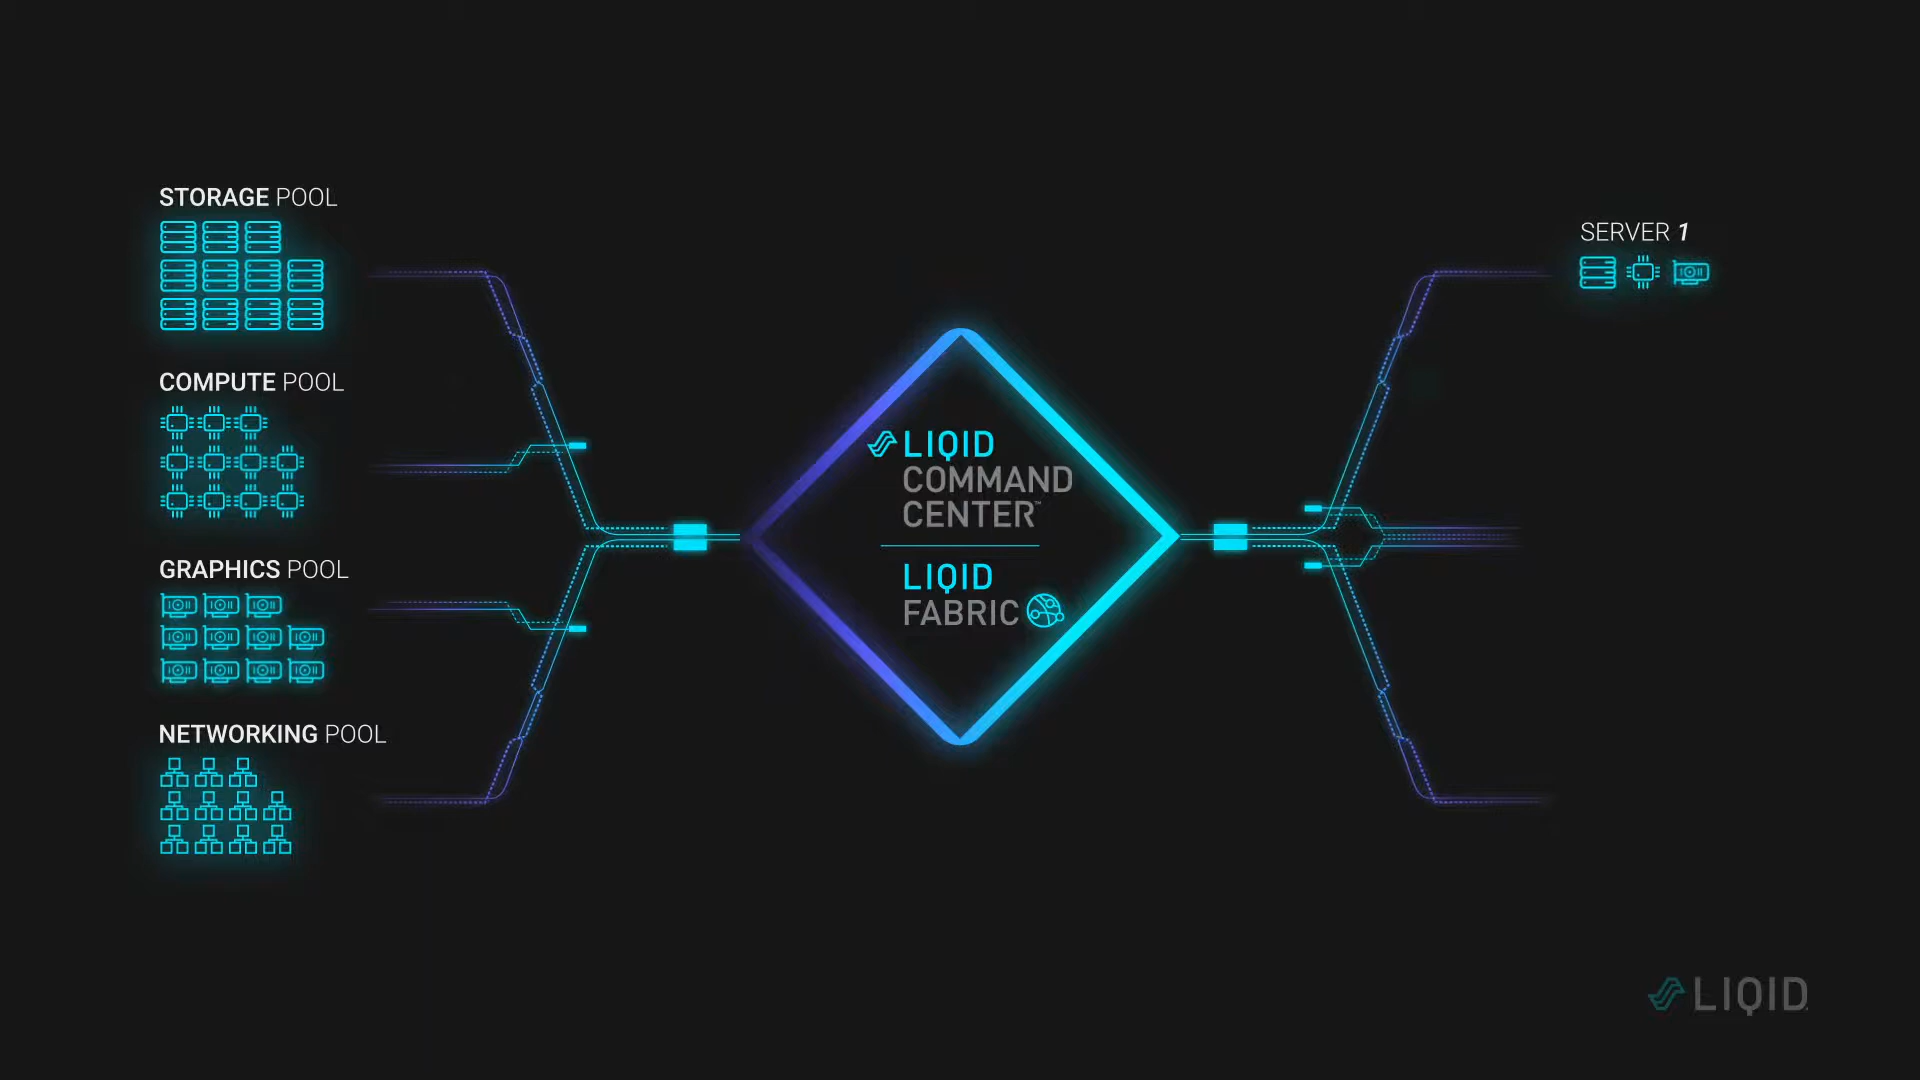 STORAGE POOL
COMPUTE POOL
GRAPHICS POOL
NETWORKING POOL
LIQID
COMMAND
CENTER™
LIQID
FABRIC
SERVER 1
LIQID